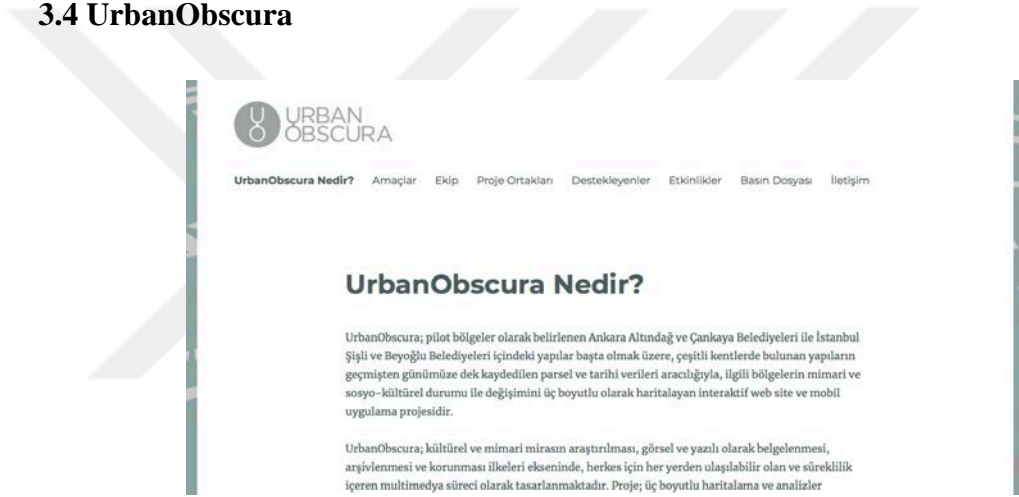 3.4 UrbanObscura
URBAN
OBSCURA
UrbanObscura Nedir? Amaçlar Ekip Proje Ortakları Destekleyenler Etkinlikler Basın Dosyası İletişim
UrbanObscura Nedir?
UrbanObscura; pilot bölgeler olarak belirlenen Ankara Altındağ ve Çankaya Belediyeleri ile İstanbul
Şişli ve Beyoğlu Belediyeleri içindeki yapılar başta olmak üzere, çeşitli kentlerde bulunan yapıların
geçmişten günümüze dek kaydedilen parsel ve tarihi verileri aracılığıyla, ilgili bölgelerin mimari ve
sosyo-kültürel durumu ile değişimini üç boyutlu olarak haritalayan interaktif web site ve mobil
uygulama projesidir.
UrbanObscura; kültürel ve mimari mirasın araştırılması, görsel ve yazılı olarak belgelenmesi,
arşivlenmesi ve korunması ilkeleri ekseninde, herkes için her yerden ulaşılabilir olan ve süreklilik
içeren multimedya süreci olarak tasarlanmaktadır. Proje; üç boyutlu haritalama ve analizler